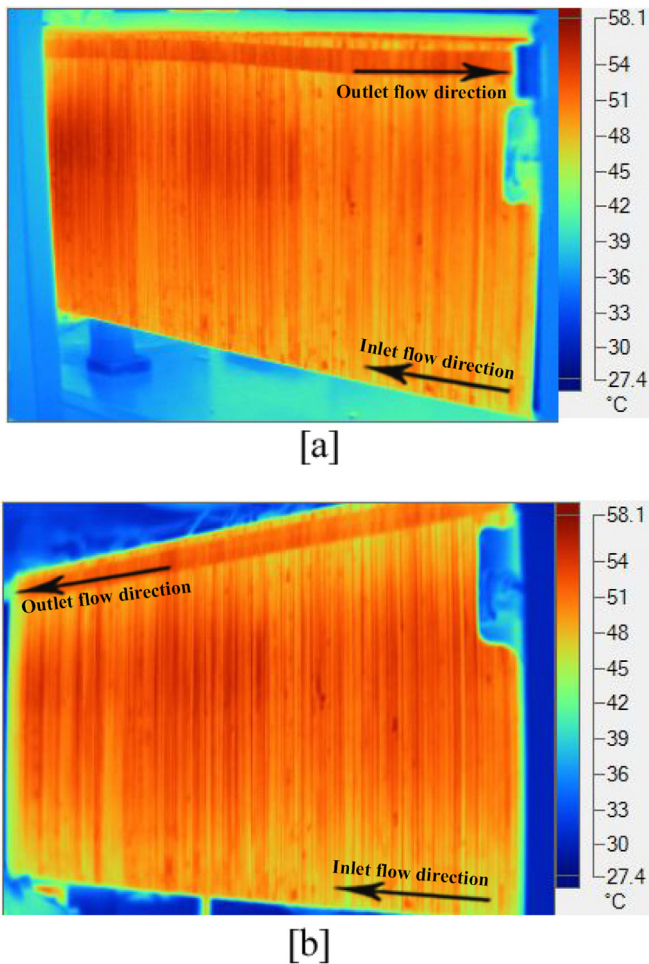 58.1
54
51
48
45
42
39
36
33
30
27.4
°C
Outlet flow direction
Inlet flow direction
[a]
58.1
54
51
48
45
42
39
36
33
30
27.4
°C
Outlet flow direction
Inlet flow direction
[b]